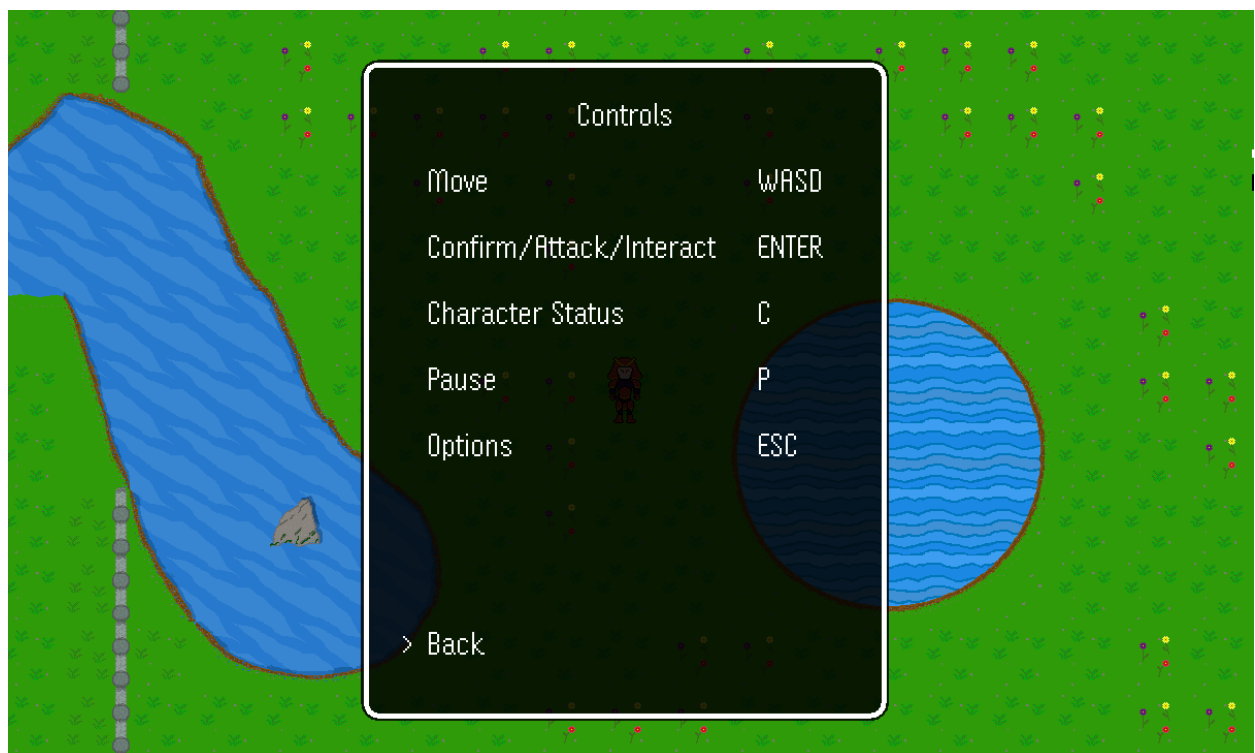 Controls
Move WASD
Confirm/Attack/Interact ENTER
Character Status C
Pause P
Options ESC
> Back